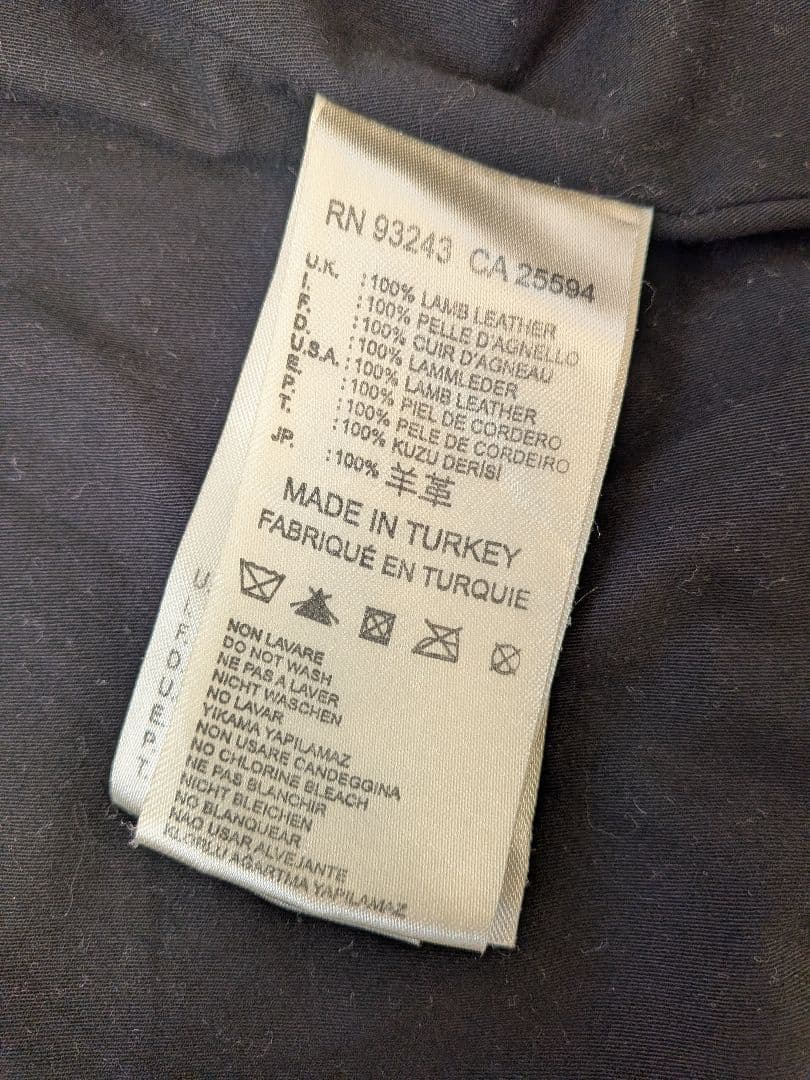 RN 93243 CA 25594
U.K. :100% LAMB LEATHER
I. :100% PELLE D'AGNELLO
F. :100% CUIR D'AGNEAU
D. :100% LAMMLEDER
U.S.A. :100% LAMB LEATHER
E. :100% PIEL DE CORDERO
P. :100% PELE DE CORDEIRO
T. :100% KUZU DERİSİ
JP. :100% 羊革
MADE IN TURKEY
FABRIQUÉ EN TURQUIE
NON LAVARE
DO NOT WASH
NE PAS A LAVER
NICHT WASCHEN
NO LAVAR
YIKAMA YAPILAMAZ
NON USARE CANDEGGINA
NO CHLORINE BLEACH
NE PAS BLANCHIR
NICHT BLEICHEN
NO BLANQUEAR
NAO USAR ALVEJANTE
KLORLU AGARTMA YAPILAMAZ
U.
I.
F.
D.
U.
E.
P.
T.